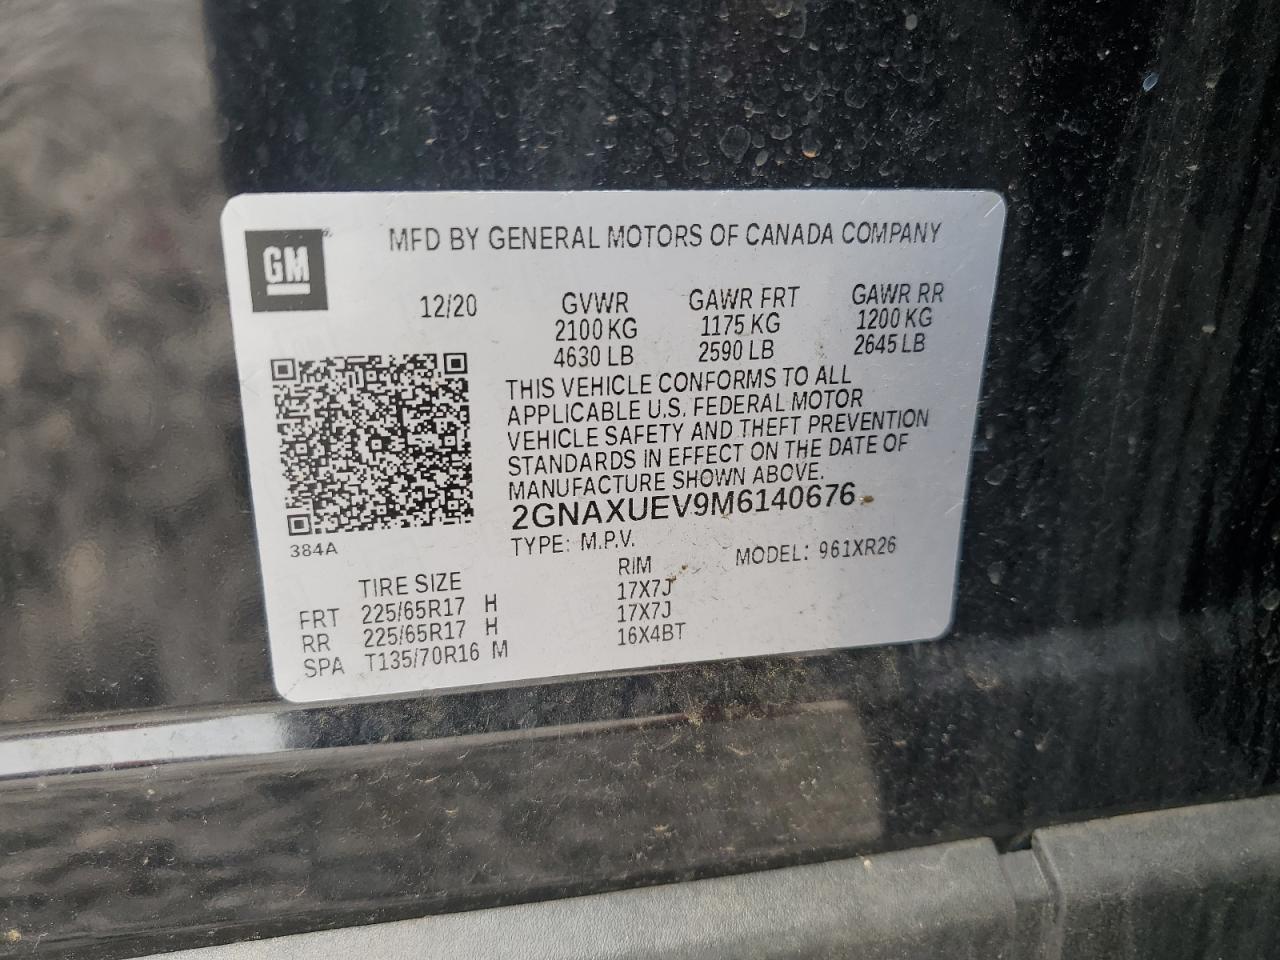 GM
MFD BY GENERAL MOTORS OF CANADA COMPANY
12/20 GVWR GAWR FRT GAWR RR
2100 KG 1175 KG 1200 KG
4630 LB 2590 LB 2645 LB
THIS VEHICLE CONFORMS TO ALL
APPLICABLE U.S. FEDERAL MOTOR
VEHICLE SAFETY AND THEFT PREVENTION
STANDARDS IN EFFECT ON THE DATE OF
MANUFACTURE SHOWN ABOVE.
2GNAXUEV9M6140676
384A
TYPE: M.P.V. MODEL: 961XR26
TIRE SIZE RIM
FRT 225/65R17 H 17X7J
RR 225/65R17 H 17X7J
SPA T135/70R16 M 16X4BT